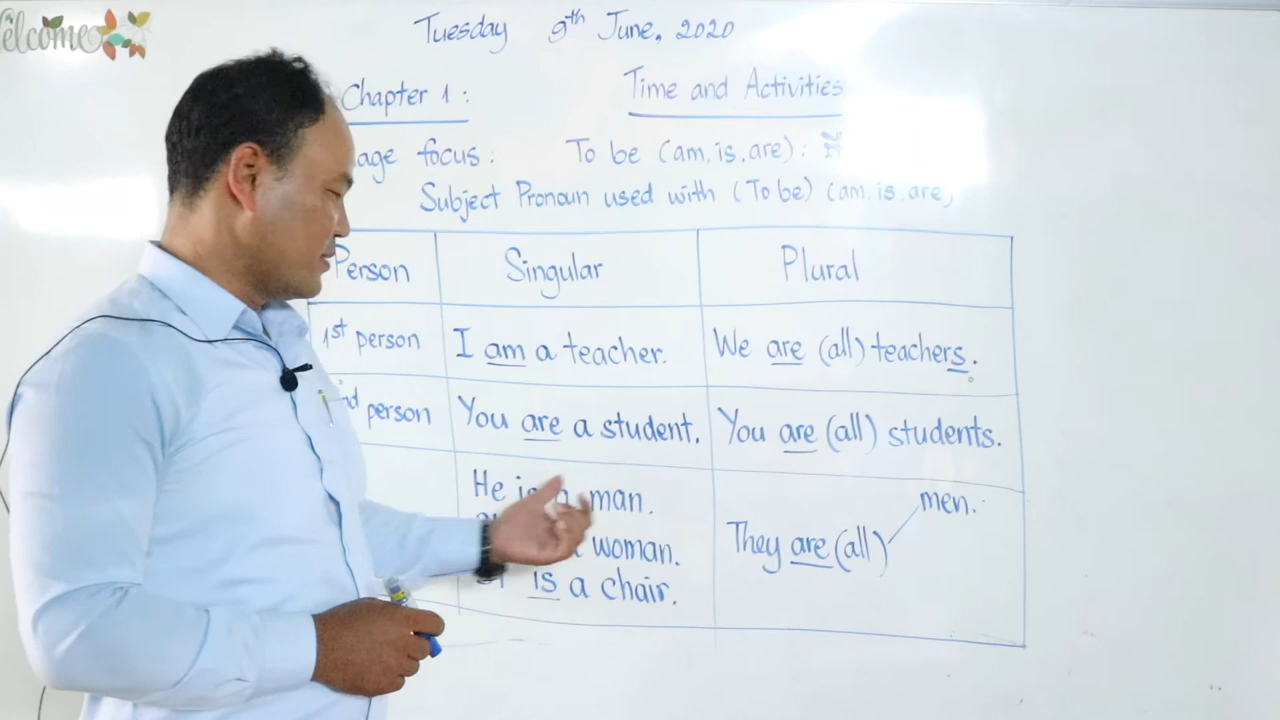 Welcome
Tuesday 9th June, 2020
Chapter 1: Time and Activities
focus: To be (am, is, are):
Subject Pronoun used with (To be) (am, is, are)
Person Singular Plural
1st person I am a teacher. We are (all) teachers.
person You are a student. You are (all) students.
He is a man. men.
woman. They are (all)
is a chair.